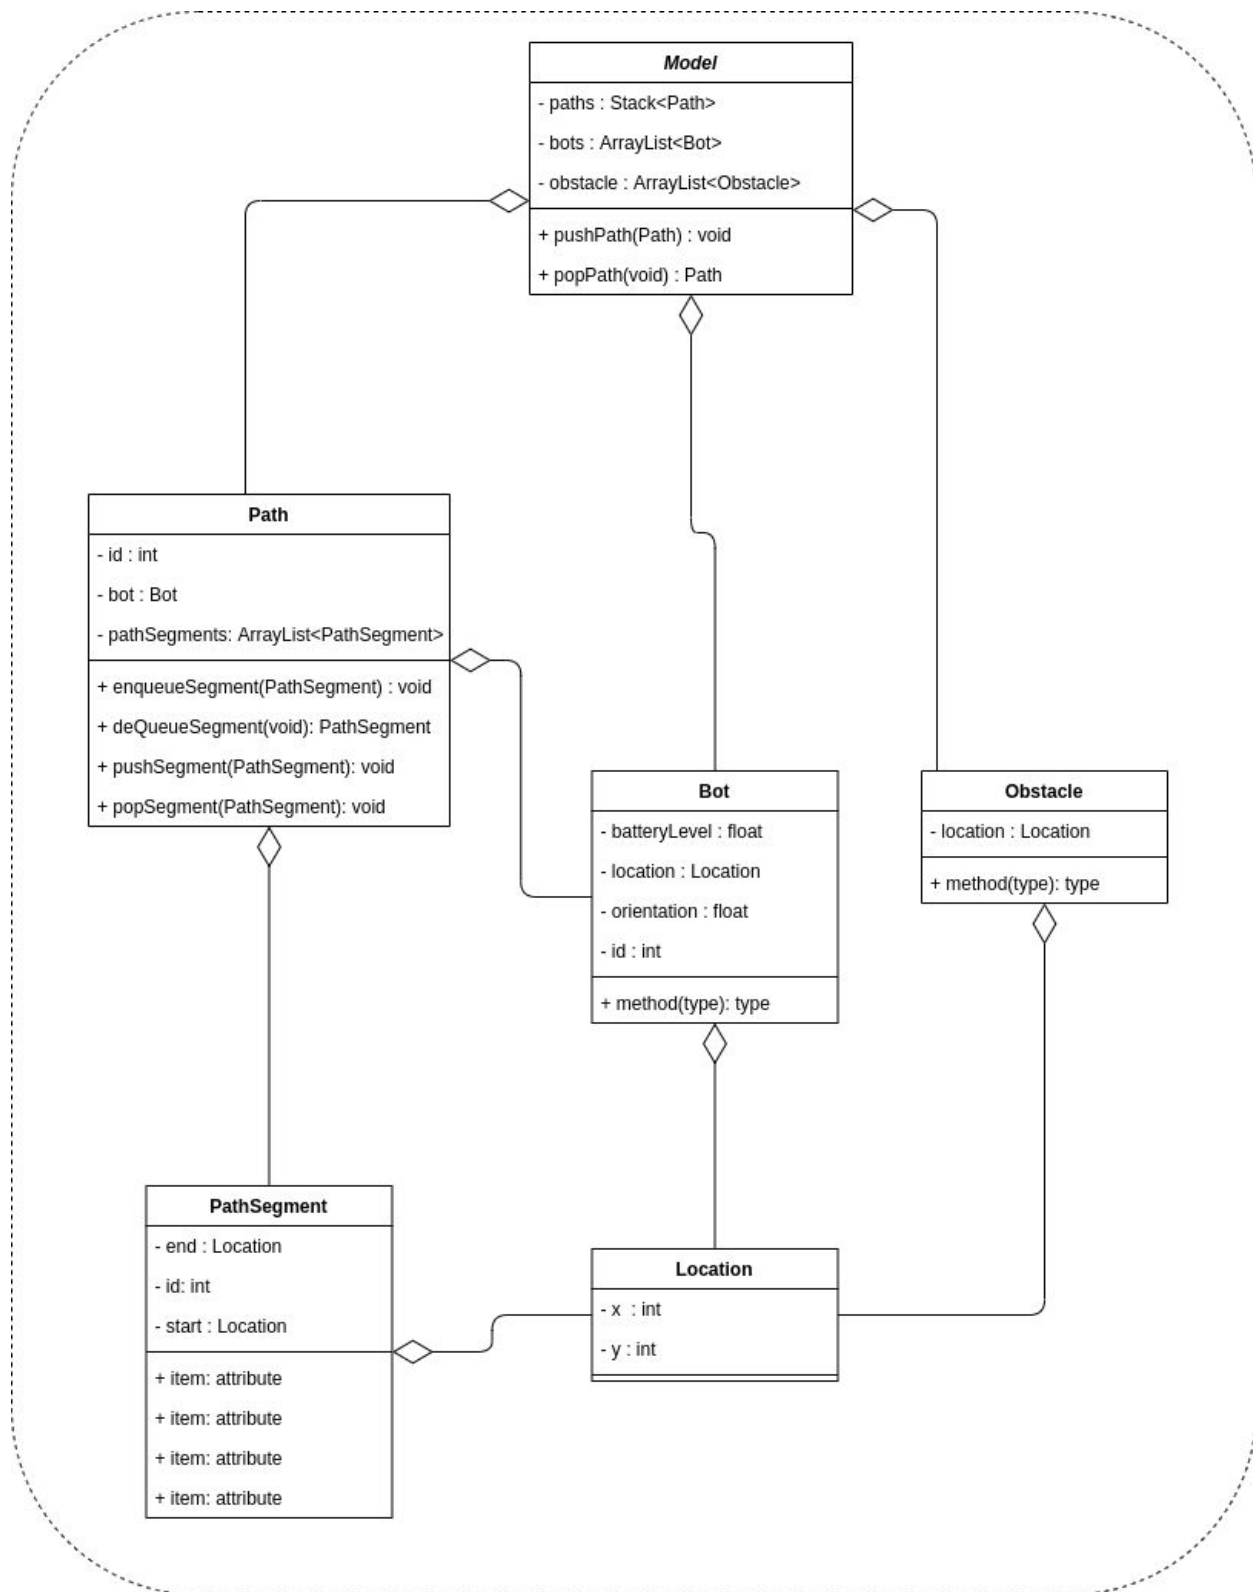 Model
- paths : Stack<Path>
- bots : ArrayList<Bot>
- obstacle : ArrayList<Obstacle>
+ pushPath(Path) : void
+ popPath(void) : Path
Path
- id : int
- bot : Bot
- pathSegments: ArrayList<PathSegment>
+ enqueueSegment(PathSegment) : void
+ deQueueSegment(void): PathSegment
+ pushSegment(PathSegment): void
+ popSegment(PathSegment): void
Bot
- batteryLevel : float
- location : Location
- orientation : float
- id : int
+ method(type): type
Obstacle
- location : Location
+ method(type): type
PathSegment
- end : Location
- id: int
- start : Location
+ item: attribute
+ item: attribute
+ item: attribute
+ item: attribute
Location
- x  : int
- y : int